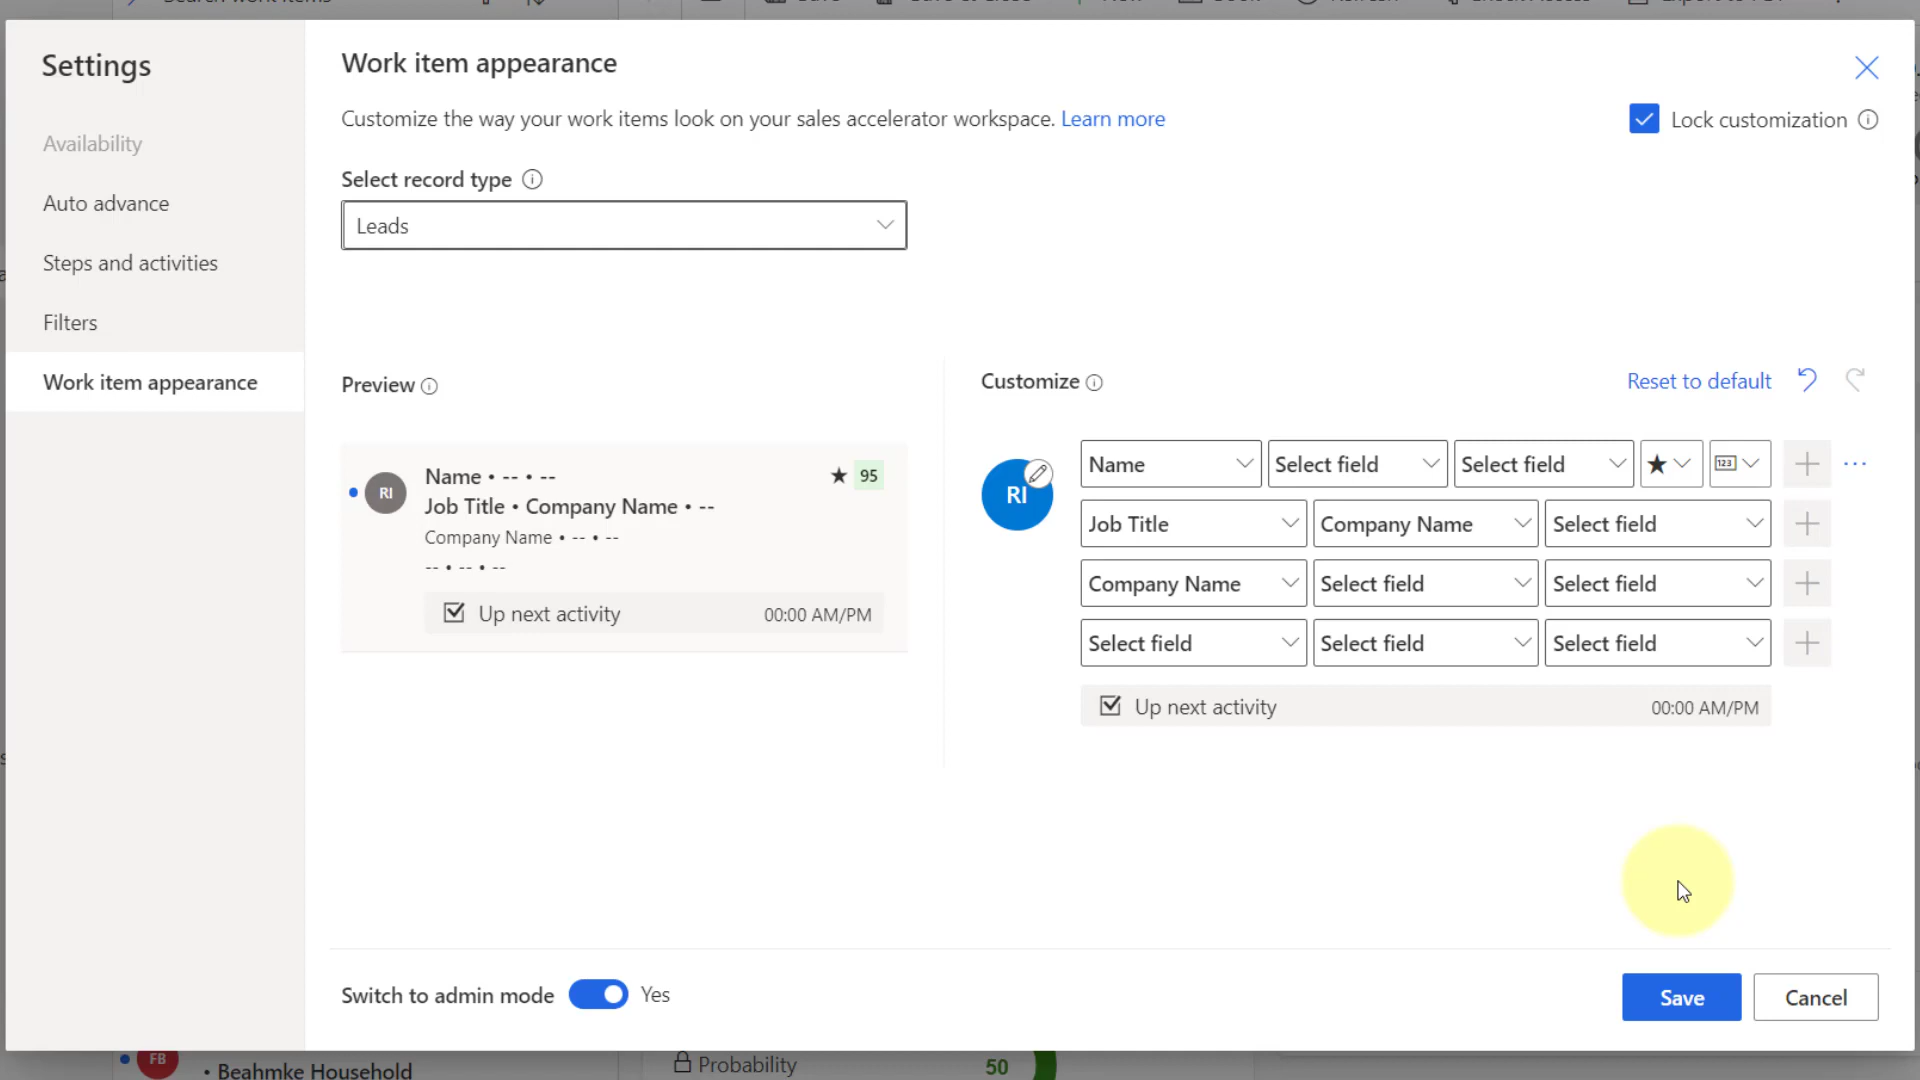 Settings
Availability
Auto advance
Steps and activities
Filters
Work item appearance
Work item appearance
Customize the way your work items look on your sales accelerator workspace. Learn more
Lock customization
Select record type
Leads
Preview
RI
Name • -- • --
★ 95
Job Title • Company Name • --
Company Name • -- • --
-- • -- • --
Up next activity 00:00 AM/PM
Customize
Reset to default
RI
Name Select field Select field
123
Job Title Company Name Select field
Company Name Select field Select field
Select field Select field Select field
Up next activity 00:00 AM/PM
Switch to admin mode Yes
Save Cancel
FB
• Beahmke Household
Probability 50